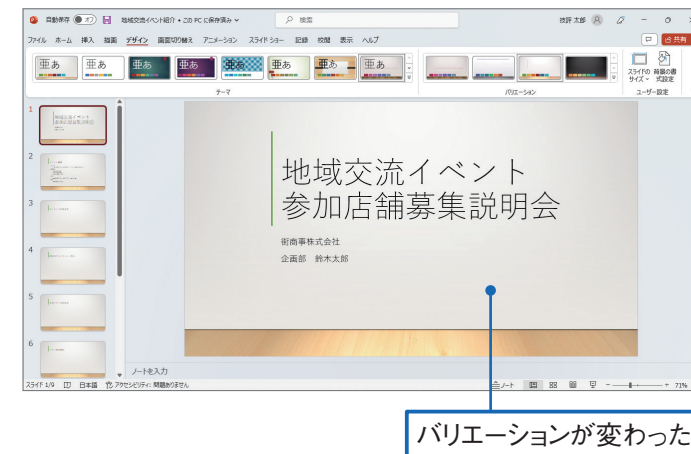 自動保存 オフ 地域交流イベント紹介 • この PC に保存済み 検索 技評 太郎
ファイル ホーム 挿入 描画 デザイン 画面切り替え アニメーション スライド ショー 記録 校閲 表示 ヘルプ 共有
亜あ 亜あ 亜あ 亜あ 亜あ 亜あ 亜あ 亜あ
スライドの サイズ 背景の書式設定
テーマ バリエーション ユーザー設定
1
2
3
4
5
6
地域交流イベント
参加店舗募集説明会
街商事株式会社
企画部 鈴木太郎
ノートを入力
スライド 1/9 日本語 アクセシビリティ: 問題ありません ノート 71%
バリエーションが変わった